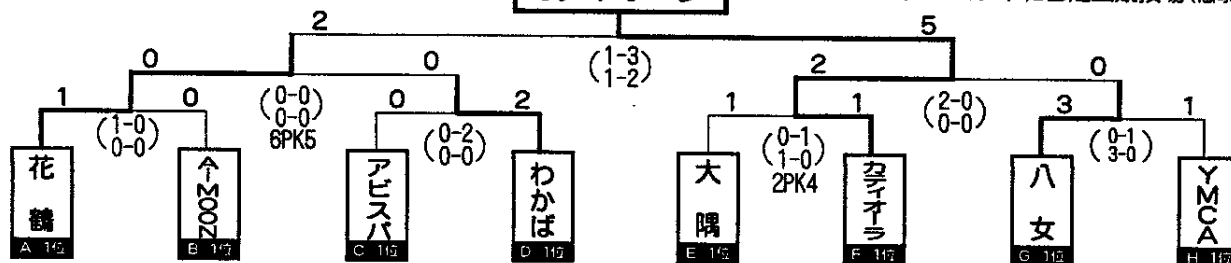 2 5
(1-3
1-2)
0 0 2 0
(0-0
0-0)
6PK5
(2-0
0-0)
1 0 0 2 1 1 3 1
(1-0
0-0)
(0-2
0-0)
(0-1
1-0)
2PK4
(0-1
3-0)
花鶴
A-MOON
アビスパ
わかば
大隅
カティオーラ
八女
YMCA
A 1位
B 1位
C 1位
D 1位
E 1位
F 1位
G 1位
H 1位